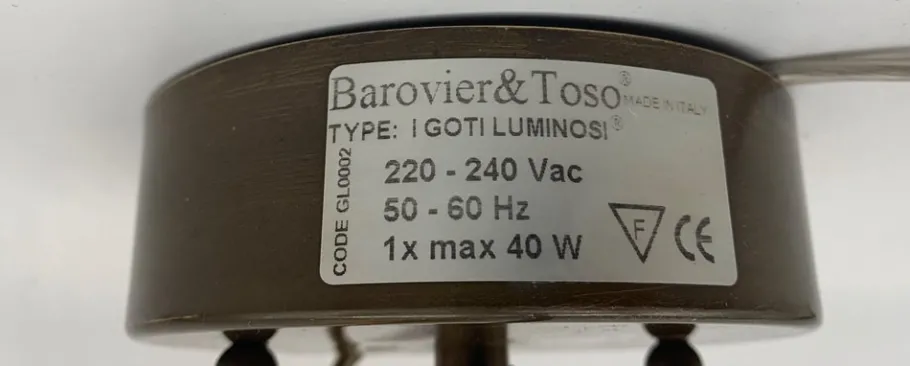 Barovier&Toso® MADE IN ITALY
TYPE: I GOTI LUMINOSI®
CODE GL0002
220 - 240 Vac
50 - 60 Hz
1x max 40 W
F CE